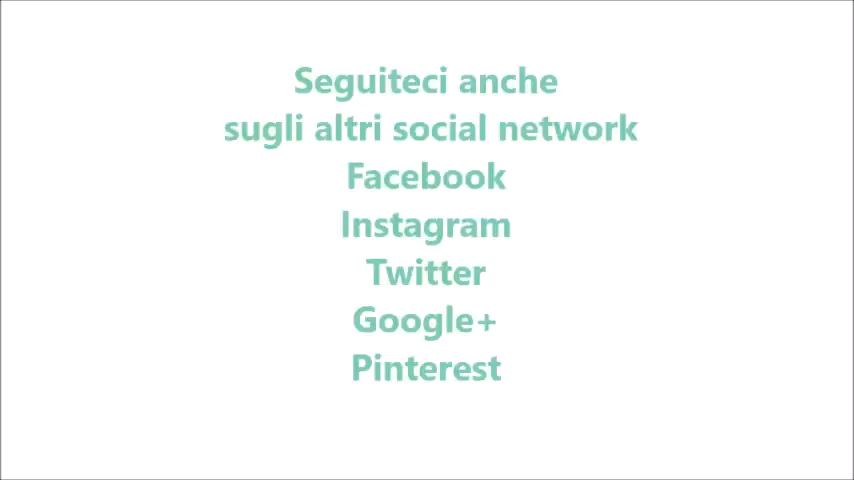 Seguiteci anche
sugli altri social network
Facebook
Instagram
Twitter
Google+
Pinterest